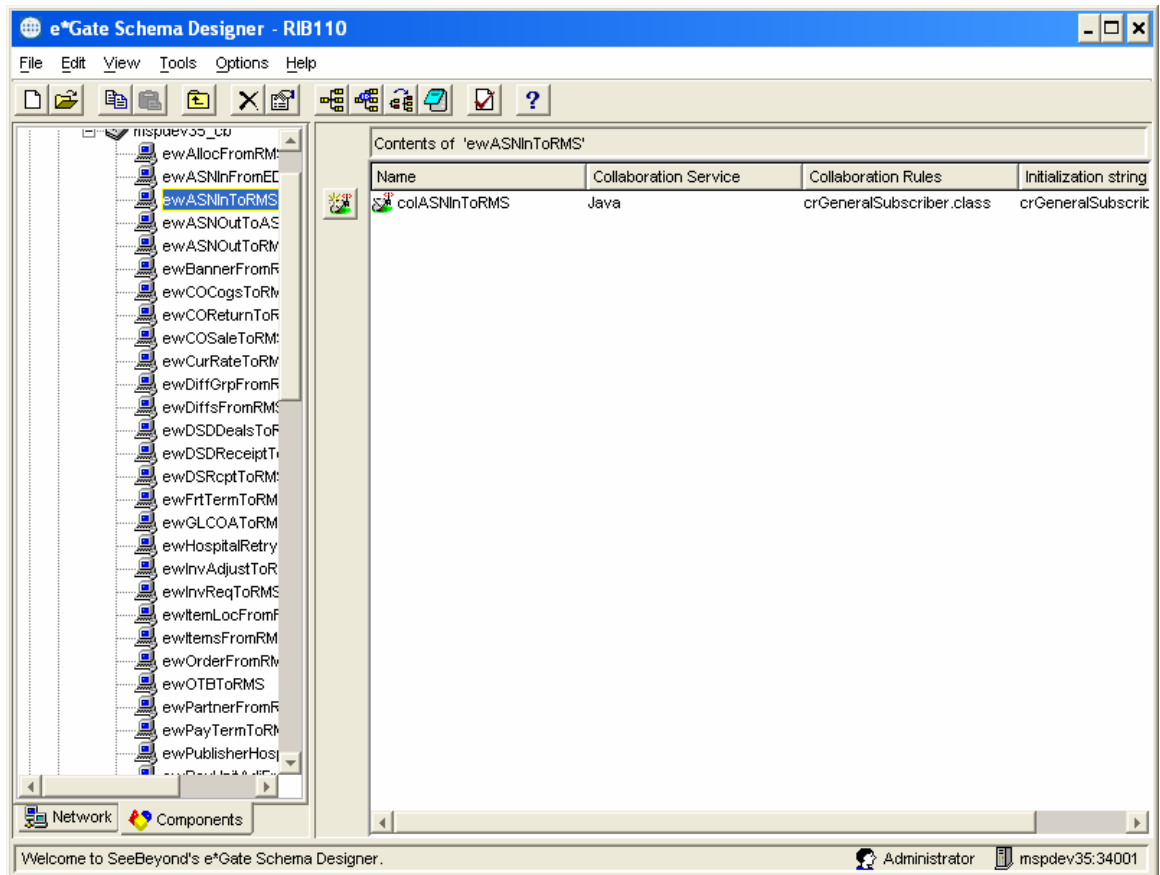 e*Gate Schema Designer - RIB110
File Edit View Tools Options Help
mspdev35_cb
ewAllocFromRM
ewASNInFromED
ewASNInToRMS
ewASNOutToAS
ewASNOutToRM
ewBannerFromR
ewCOCogsToRM
ewCOReturnToR
ewCOSaleToRM
ewCurRateToRM
ewDiffGrpFromR
ewDiffsFromRMS
ewDSDDealsToR
ewDSDReceiptT
ewDSRcptToRM
ewFrtTermToRM
ewGLCOAToRM
ewHospitalRetry
ewInvAdjustToR
ewInvReqToRMS
ewItemLocFromF
ewItemsFromRM
ewOrderFromRM
ewOTBToRMS
ewPartnerFromR
ewPayTermToRM
ewPublisherHos
Network Components
Contents of 'ewASNInToRMS'
Name Collaboration Service Collaboration Rules Initialization string
colASNInToRMS Java crGeneralSubscriber.class crGeneralSubscrib
Welcome to SeeBeyond's e*Gate Schema Designer. Administrator mspdev35:34001